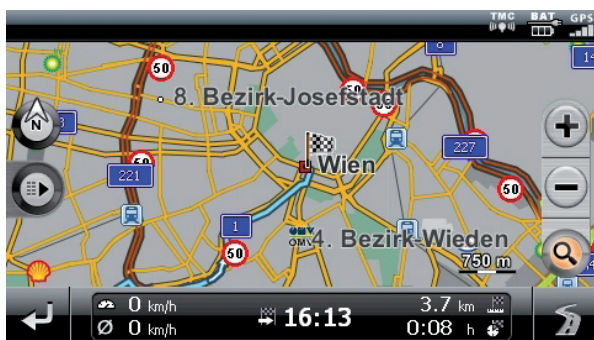 TMC BAT GPS
8
14
50
8. Bezirk-Josefstadt
N
50
Wien
227
221
50
1
OMV
4. Bezirk-Wieden
50
750 m
0 km/h
16:13
3.7 km
Ø 0 km/h
0:08 h